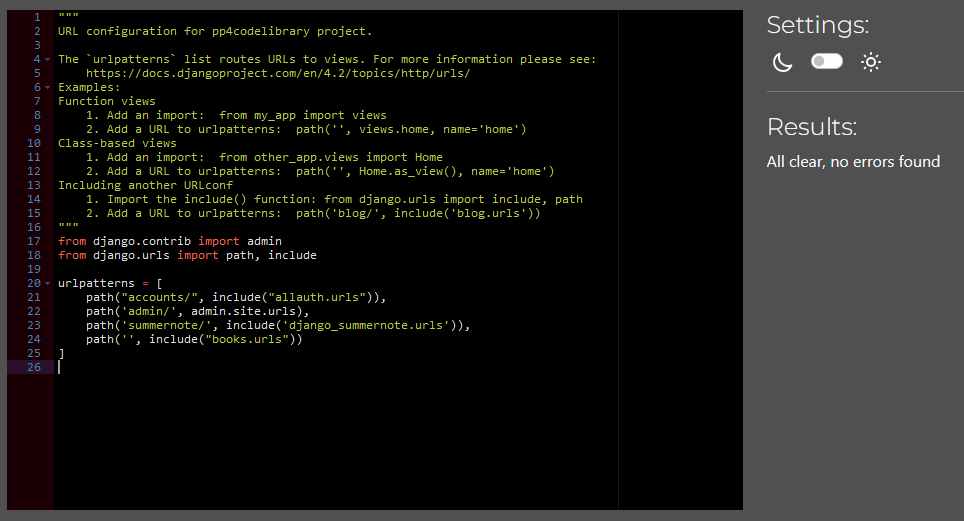 1 """
2 URL configuration for pp4codelibrary project.
3
4 The `urlpatterns` list routes URLs to views. For more information please see:
5     https://docs.djangoproject.com/en/4.2/topics/http/urls/
6 Examples:
7 Function views
8     1. Add an import:  from my_app import views
9     2. Add a URL to urlpatterns:  path('', views.home, name='home')
10 Class-based views
11     1. Add an import:  from other_app.views import Home
12     2. Add a URL to urlpatterns:  path('', Home.as_view(), name='home')
13 Including another URLconf
14     1. Import the include() function: from django.urls import include, path
15     2. Add a URL to urlpatterns:  path('blog/', include('blog.urls'))
16 """
17 from django.contrib import admin
18 from django.urls import path, include
19
20 urlpatterns = [
21     path("accounts/", include("allauth.urls")),
22     path('admin/', admin.site.urls),
23     path('summernote/', include('django_summernote.urls')),
24     path('', include("books.urls"))
25 ]
26
Settings:
Results:
All clear, no errors found